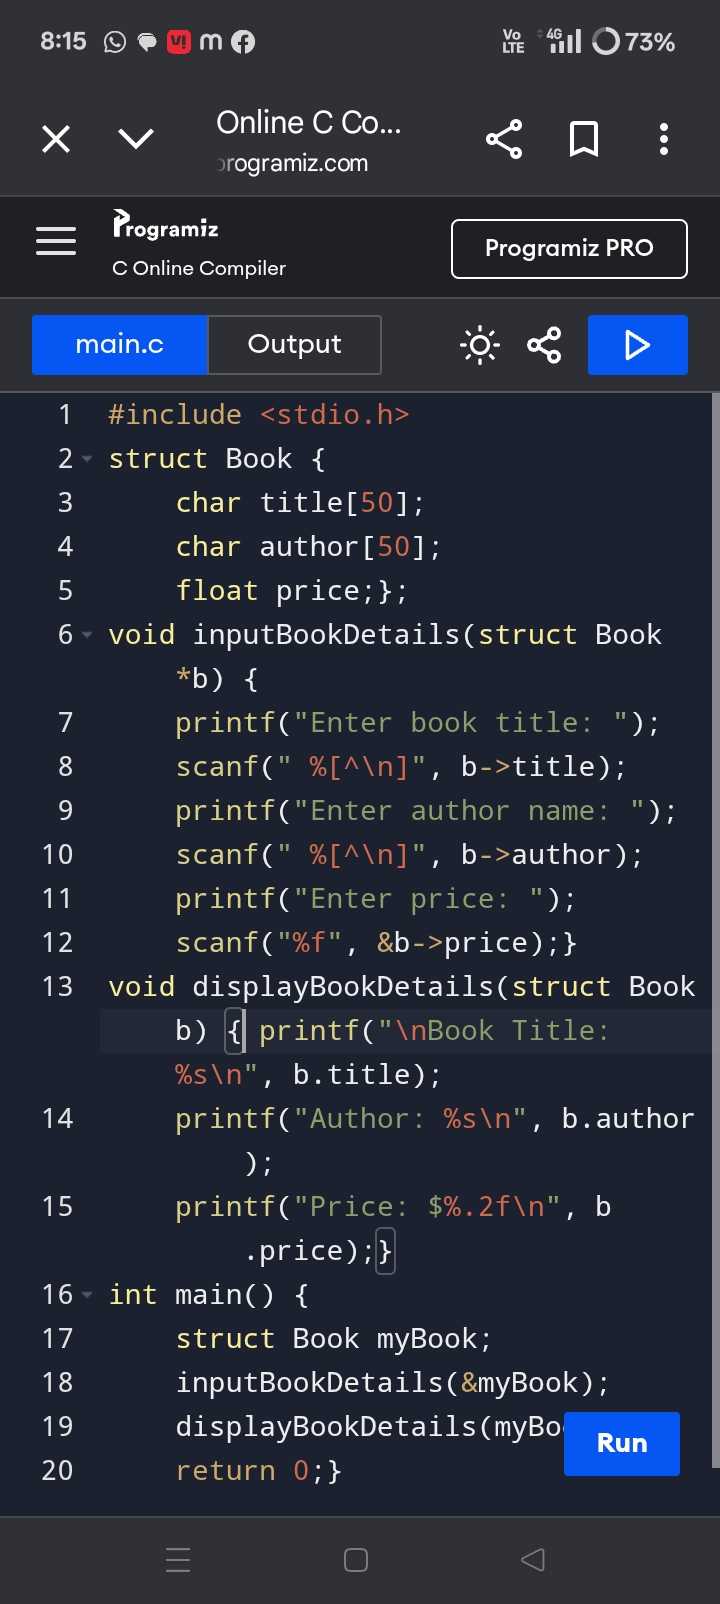 8:15 Vo LTE 4G 73%
Online C Co...
programiz.com
Programiz
C Online Compiler
Programiz PRO
main.c Output
1 #include <stdio.h>
2 struct Book {
3 char title[50];
4 char author[50];
5 float price;};
6 void inputBookDetails(struct Book
*b) {
7 printf("Enter book title: ");
8 scanf(" %[^\n]", b->title);
9 printf("Enter author name: ");
10 scanf(" %[^\n]", b->author);
11 printf("Enter price: ");
12 scanf("%f", &b->price);}
13 void displayBookDetails(struct Book
b) { printf("\nBook Title:
%s\n", b.title);
14 printf("Author: %s\n", b.author
);
15 printf("Price: $%.2f\n", b
.price);}
16 int main() {
17 struct Book myBook;
18 inputBookDetails(&myBook);
19 displayBookDetails(myBo
Run
20 return 0;}